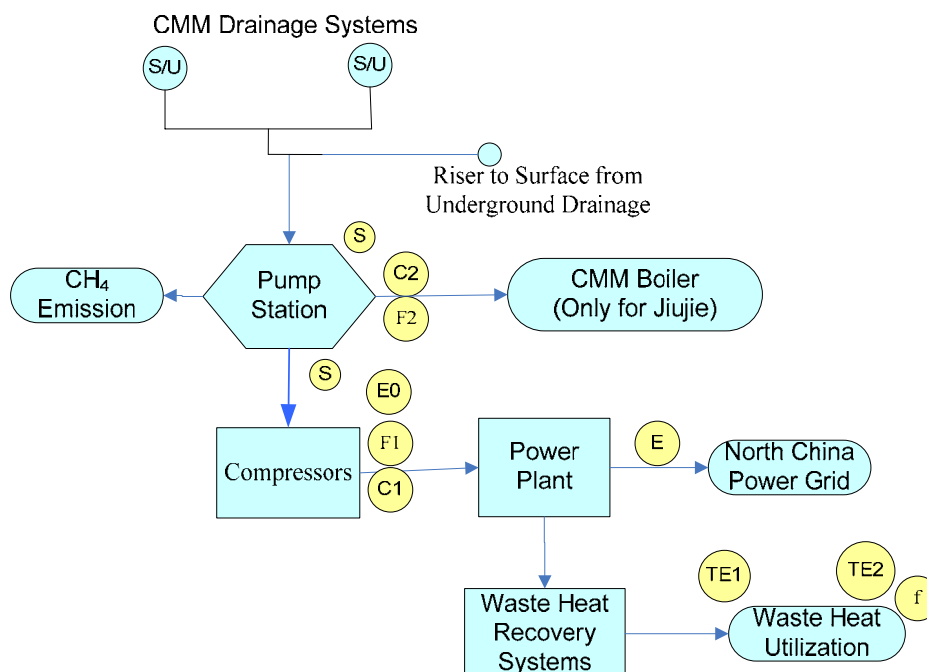 CMM Drainage Systems
S/U
S/U
Riser to Surface from
Underground Drainage
S
CH₄
Emission
Pump
Station
C2
F2
CMM Boiler
(Only for Jiujie)
S
E0
F1
C1
Compressors
Power
Plant
E
North China
Power Grid
TE1
TE2
f
Waste Heat
Recovery
Systems
Waste Heat
Utilization